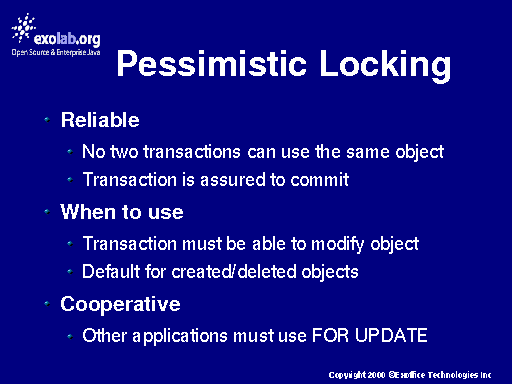 exolab.org
Open Source & Enterprise Java
Pessimistic Locking
Reliable
No two transactions can use the same object
Transaction is assured to commit
When to use
Transaction must be able to modify object
Default for created/deleted objects
Cooperative
Other applications must use FOR UPDATE
Copyright 2000 ©Exoffice Technologies Inc